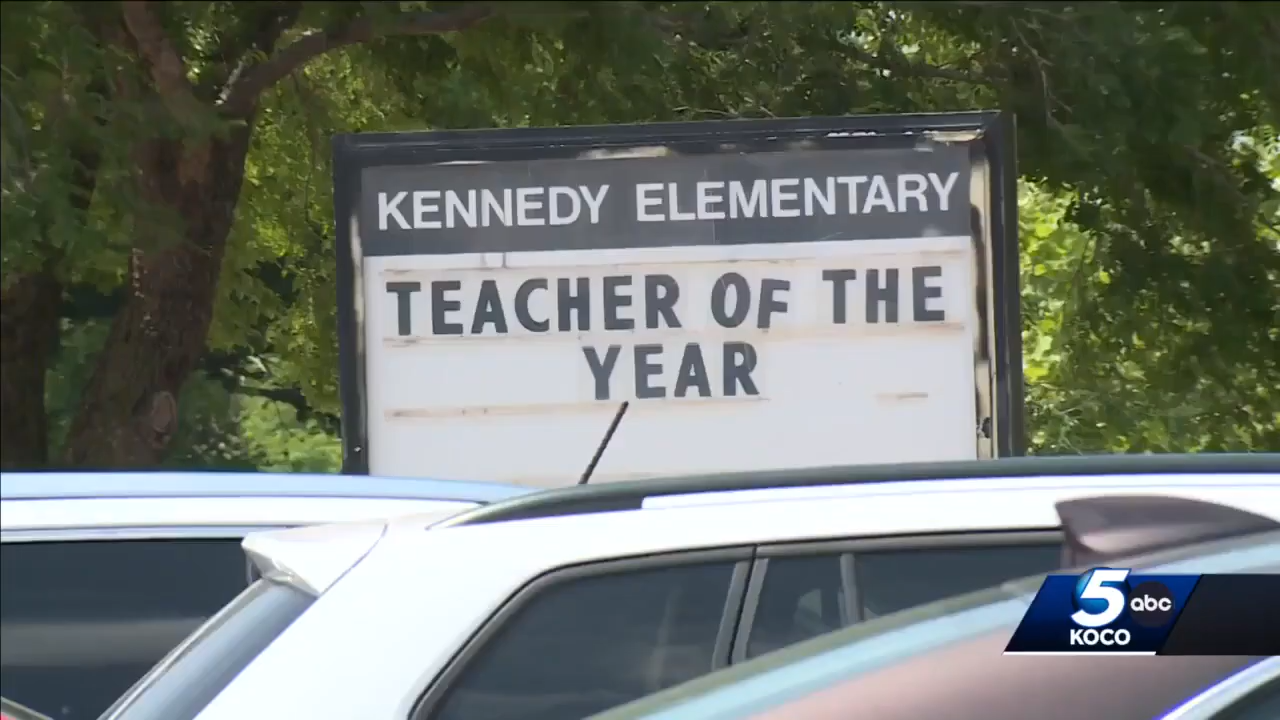 KENNEDY ELEMENTARY
TEACHER OF THE
YEAR
5 abc
KOCO